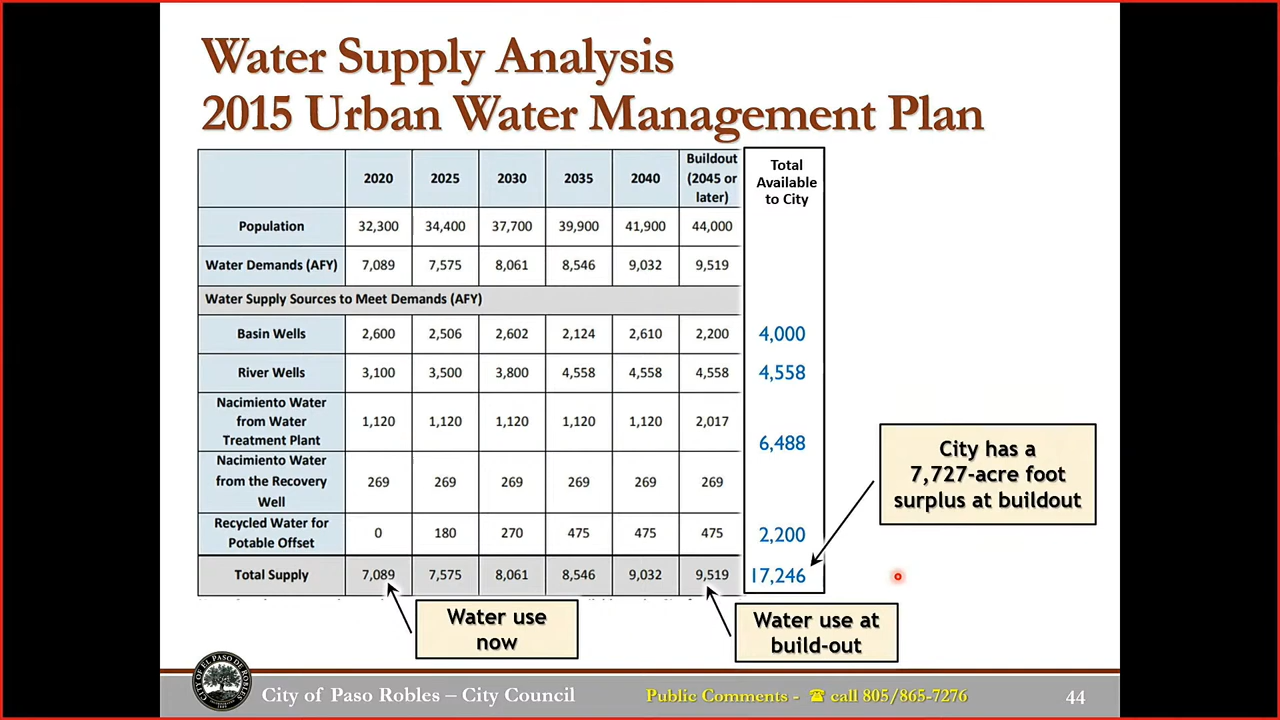 Water Supply Analysis
2015 Urban Water Management Plan
2020 2025 2030 2035 2040 Buildout (2045 or later) Total Available to City
Population 32,300 34,400 37,700 39,900 41,900 44,000
Water Demands (AFY) 7,089 7,575 8,061 8,546 9,032 9,519
Water Supply Sources to Meet Demands (AFY)
Basin Wells 2,600 2,506 2,602 2,124 2,610 2,200 4,000
River Wells 3,100 3,500 3,800 4,558 4,558 4,558 4,558
Nacimiento Water from Water Treatment Plant 1,120 1,120 1,120 1,120 1,120 2,017
6,488
Nacimiento Water from the Recovery Well 269 269 269 269 269 269
Recycled Water for Potable Offset 0 180 270 475 475 475 2,200
Total Supply 7,089 7,575 8,061 8,546 9,032 9,519 17,246
City has a
7,727-acre foot
surplus at buildout
Water use
now
Water use at
build-out
CITY OF EL PASO DE ROBLES
City of Paso Robles – City Council
Public Comments - ☎ call 805/865-7276
44